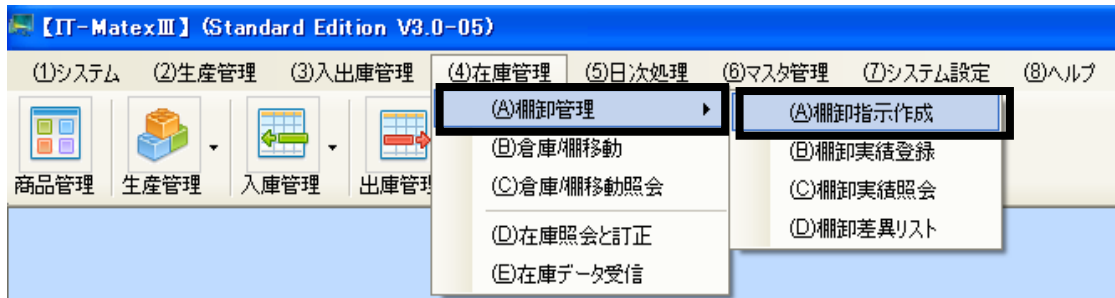 【IT-MatexⅢ】 (Standard Edition V3.0-05)
(1)システム (2)生産管理 (3)入出庫管理 (4)在庫管理 (5)日次処理 (6)マスタ管理 (7)システム設定 (8)ヘルプ
(A)棚卸管理 (A)棚卸指示作成
(B)倉庫/棚移動 (B)棚卸実績登録
商品管理 生産管理 入庫管理 出庫管理 (C)倉庫/棚移動照会 (C)棚卸実績照会
(D)在庫照会と訂正 (D)棚卸差異リスト
(E)在庫データ受信